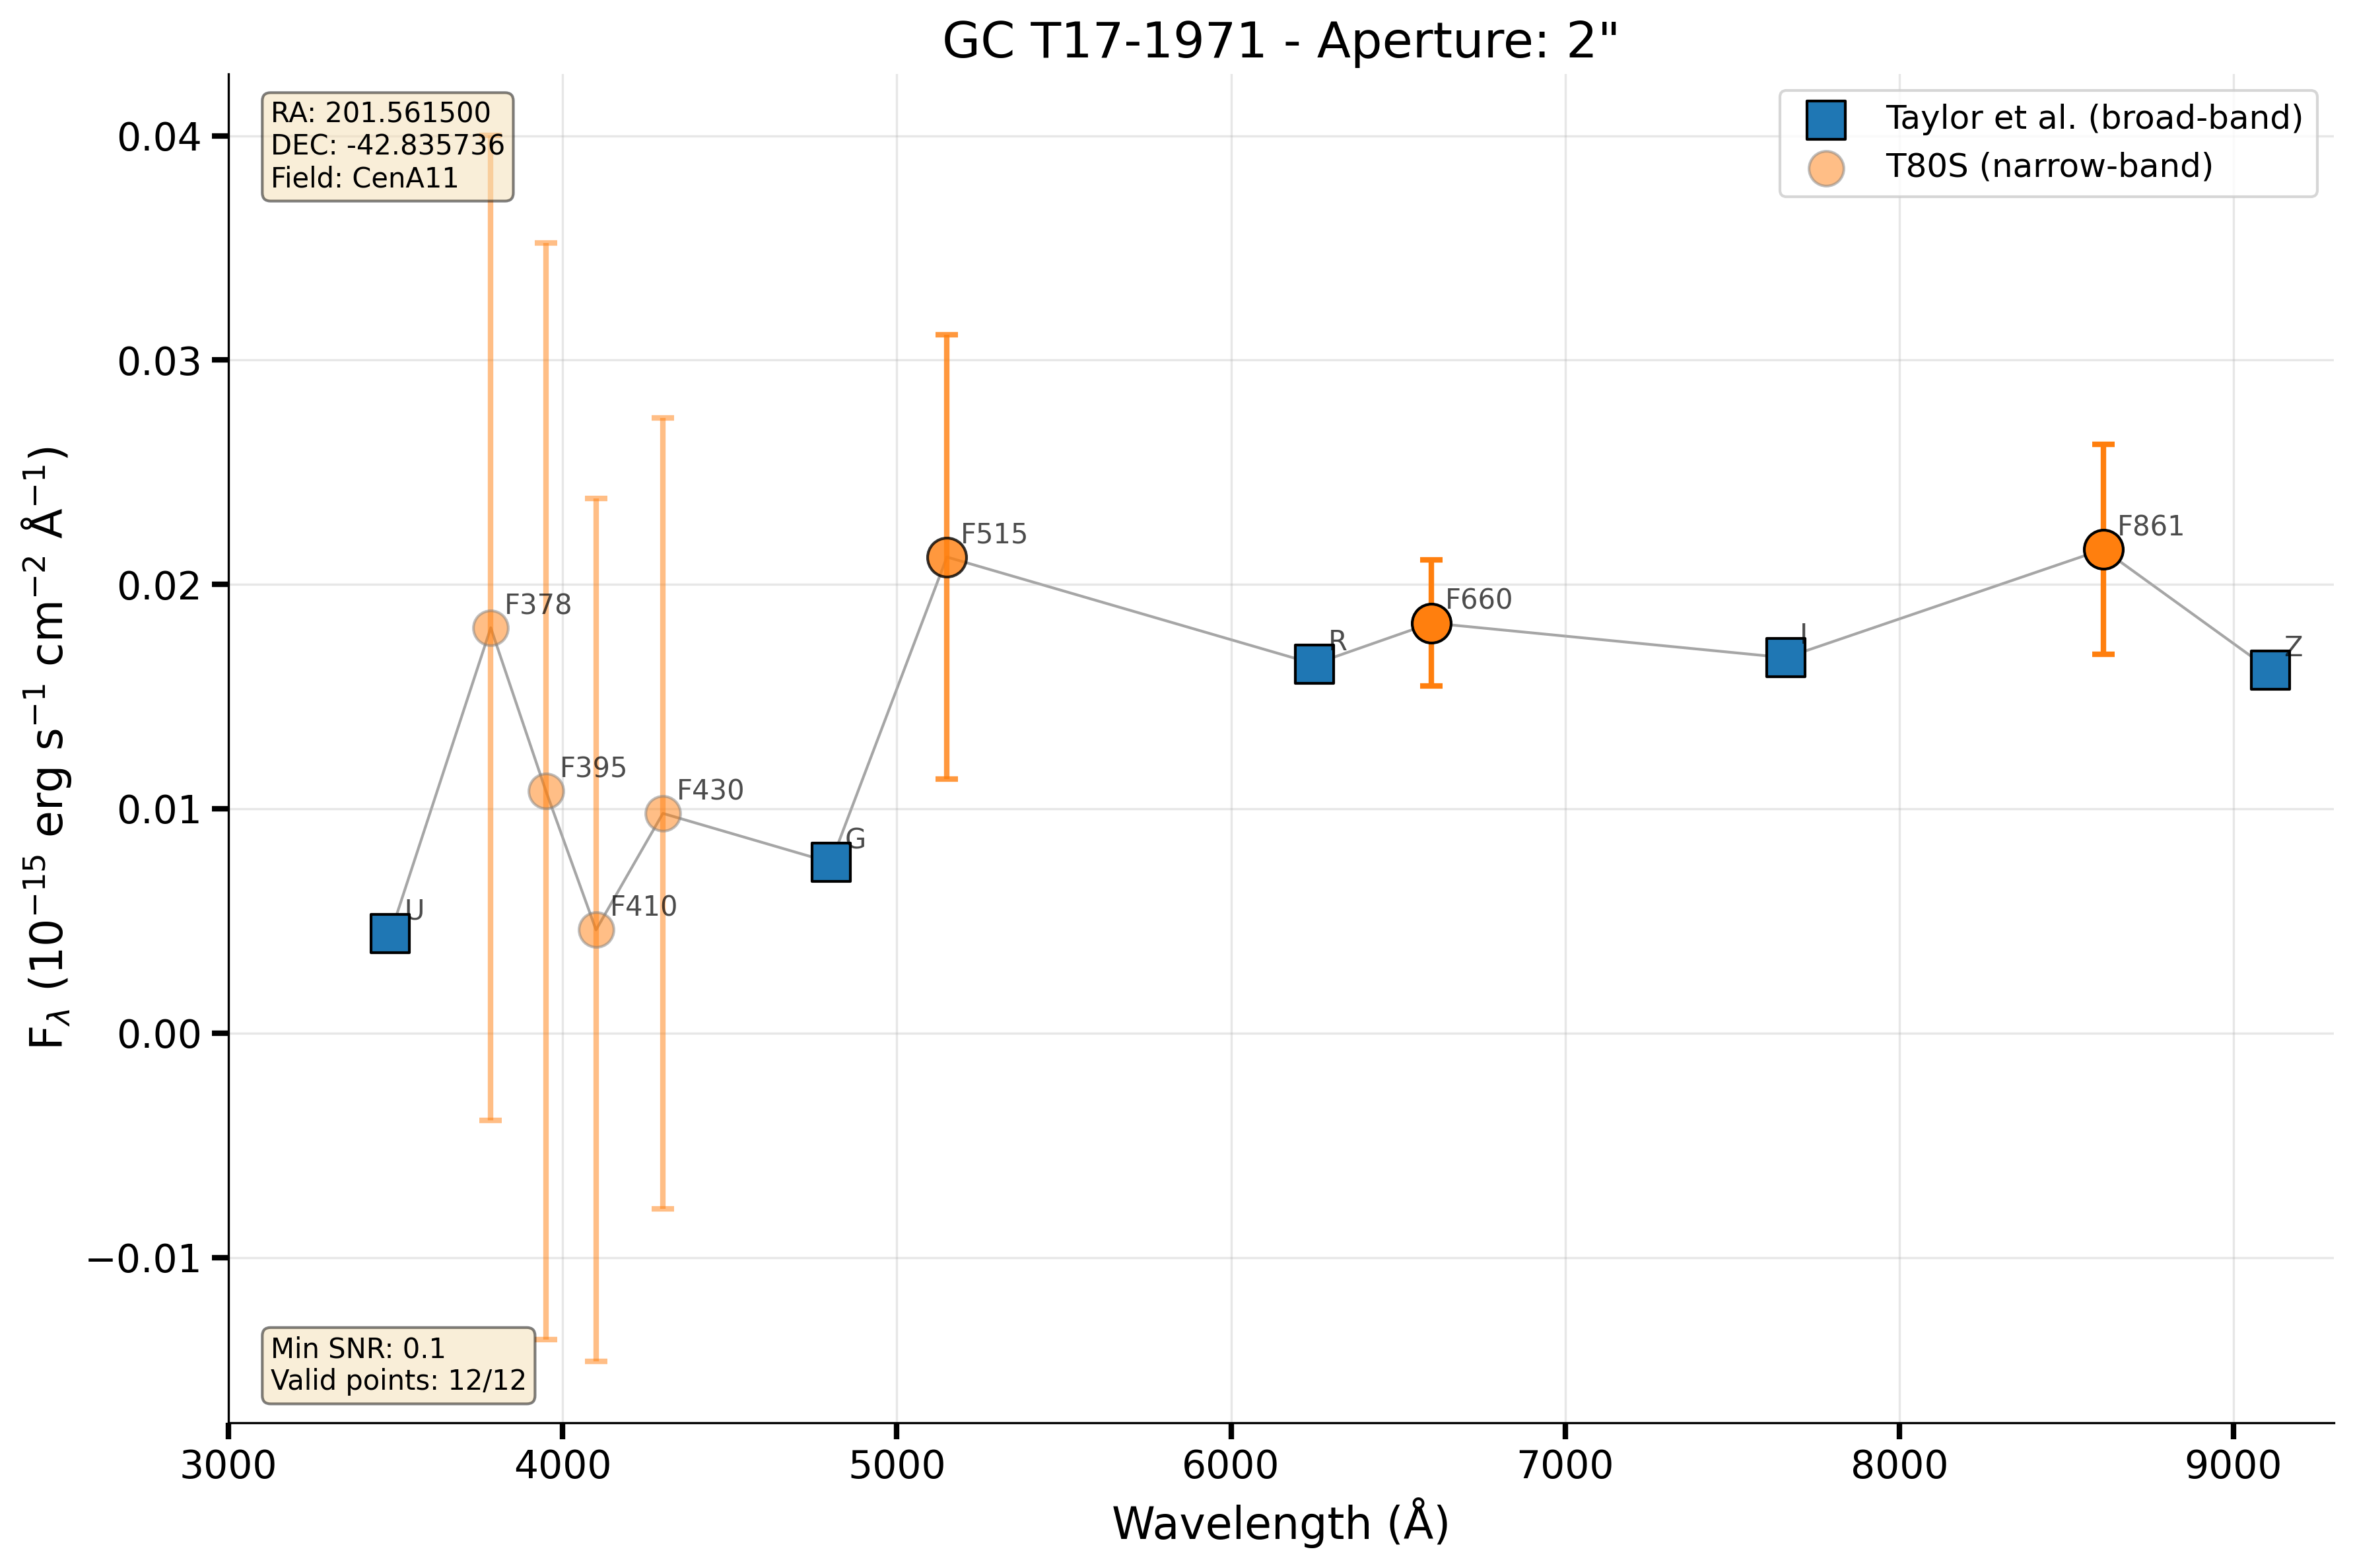 GC T17-1971 - Aperture: 2"
RA: 201.561500
DEC: -42.835736
Field: CenA11
Taylor et al. (broad-band)
T80S (narrow-band)
0.04
0.03
0.02
0.01
0.00
−0.01
F_λ (10⁻¹⁵ erg s⁻¹ cm⁻² Å⁻¹)
U
F378
F395
F410
F430
G
F515
R
F660
I
F861
Z
Min SNR: 0.1
Valid points: 12/12
3000 4000 5000 6000 7000 8000 9000
Wavelength (Å)